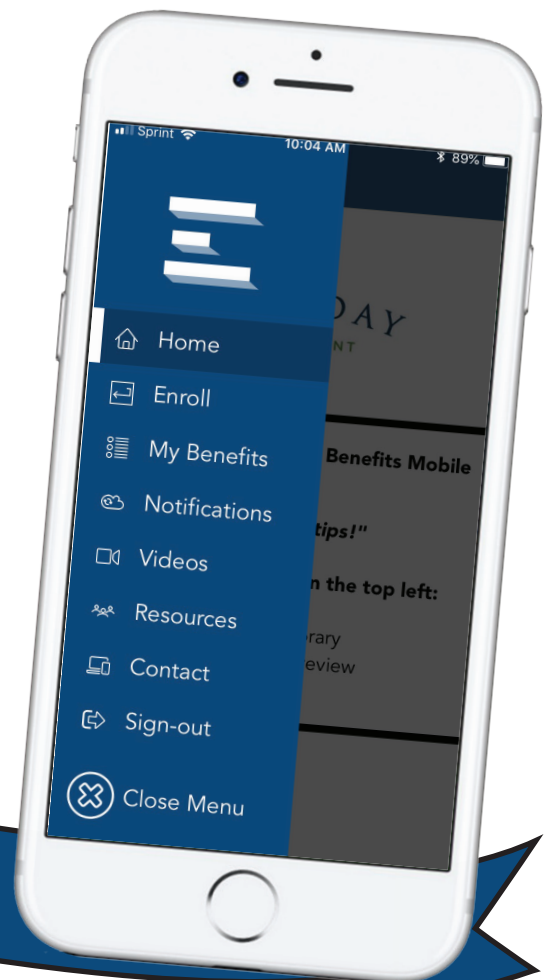 Sprint
10:04 AM
89%
DAY
NT
Home
Enroll
My Benefits
Notifications
Videos
Resources
Contact
Sign-out
Close Menu
Benefits Mobile
tips!"
n the top left:
rary
eview